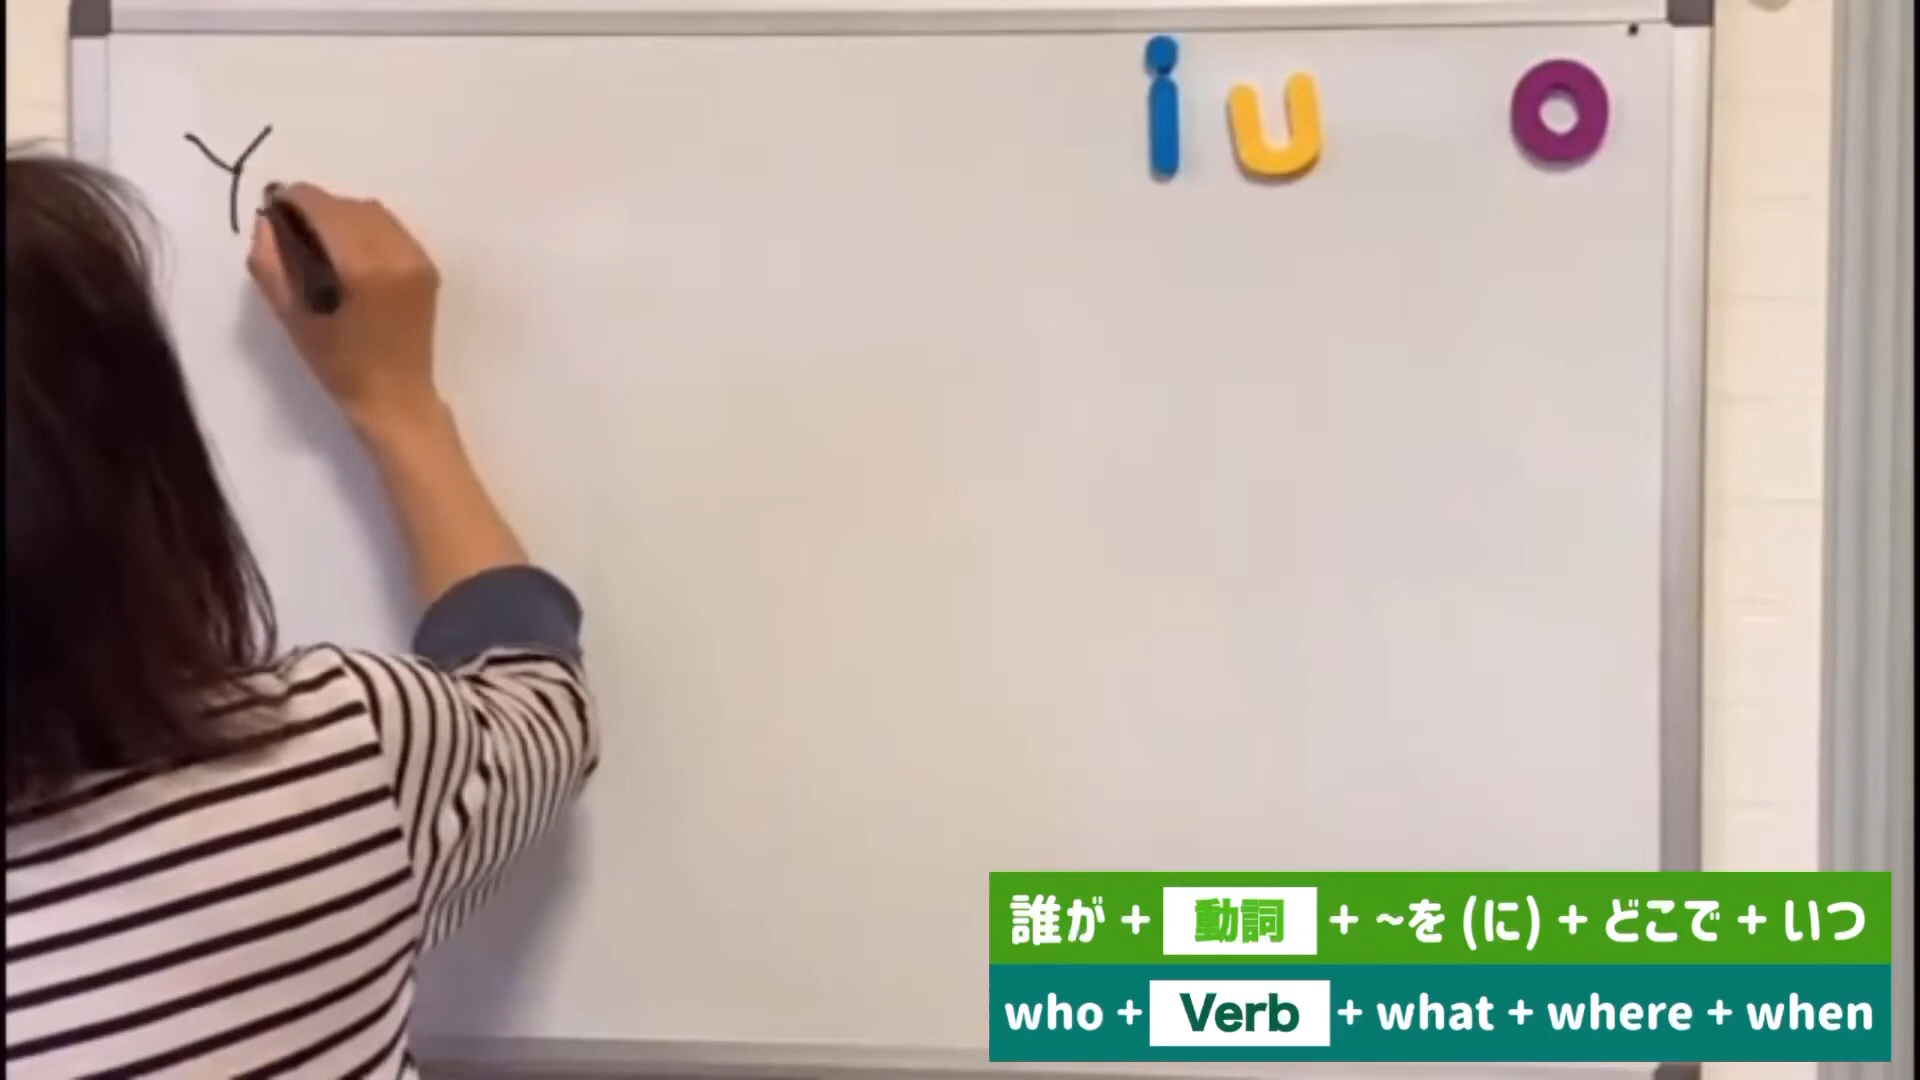 i u o
Y
誰が + 動詞 + ~を (に) + どこで + いつ
who + Verb + what + where + when